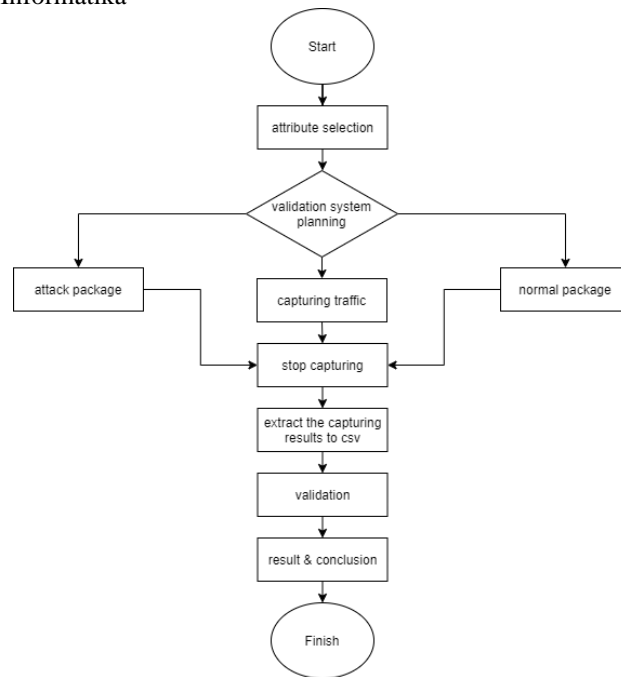 Informatika
Start
attribute selection
validation system
planning
attack package
capturing traffic
normal package
stop capturing
extract the capturing
results to csv
validation
result & conclusion
Finish